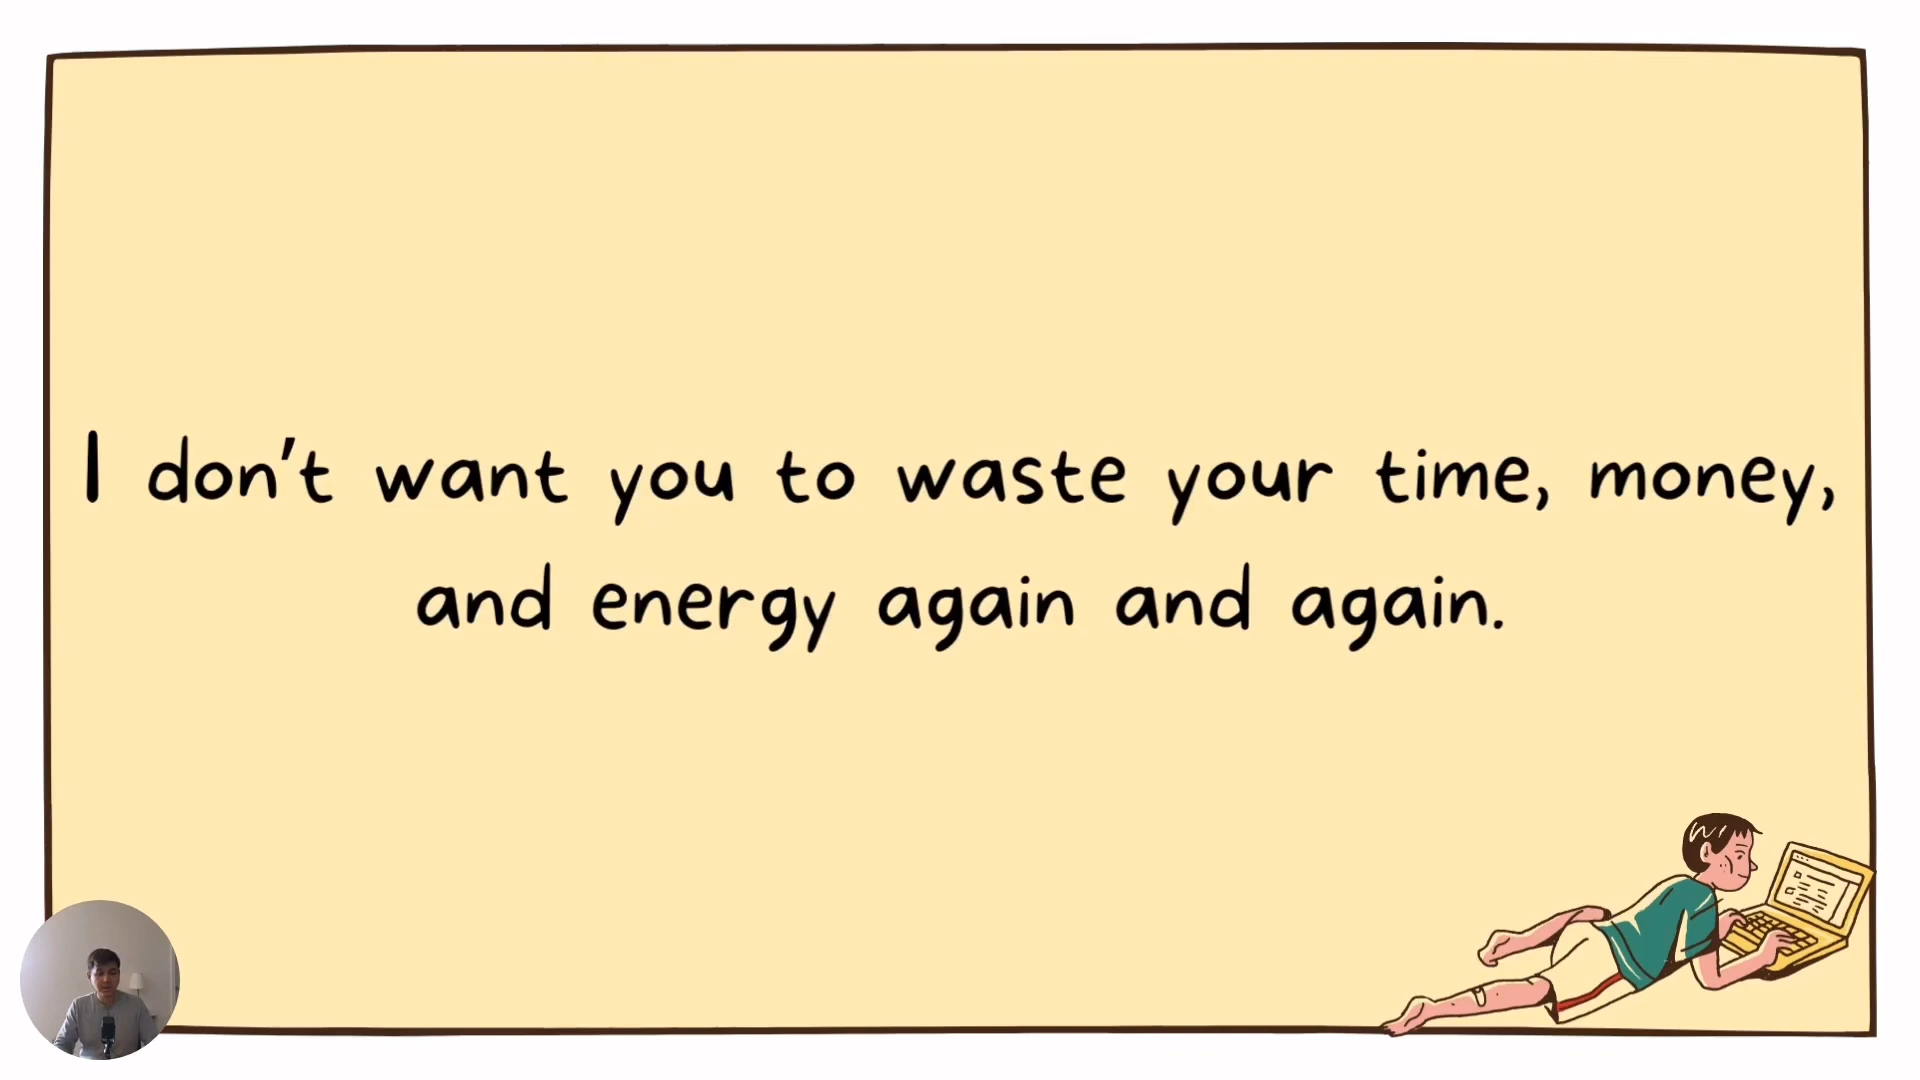 I don't want you to waste your time, money,
and energy again and again.